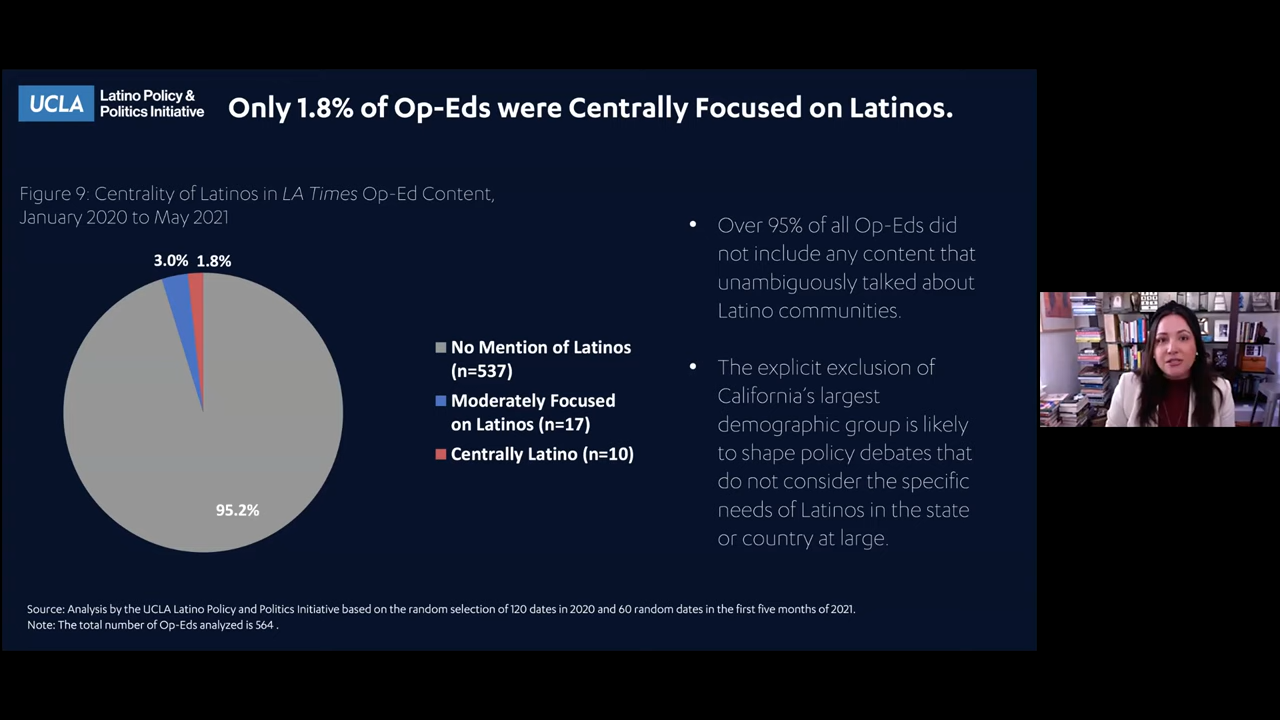 UCLA
Latino Policy &
Politics Initiative
Only 1.8% of Op-Eds were Centrally Focused on Latinos.
Figure 9: Centrality of Latinos in LA Times Op-Ed Content,
January 2020 to May 2021
3.0%
1.8%
95.2%
No Mention of Latinos
(n=537)
Moderately Focused
on Latinos (n=17)
Centrally Latino (n=10)
• Over 95% of all Op-Eds did
not include any content that
unambiguously talked about
Latino communities.
• The explicit exclusion of
California's largest
demographic group is likely
to shape policy debates that
do not consider the specific
needs of Latinos in the state
or country at large.
Source: Analysis by the UCLA Latino Policy and Politics Initiative based on the random selection of 120 dates in 2020 and 60 random dates in the first five months of 2021.
Note: The total number of Op-Eds analyzed is 564 .